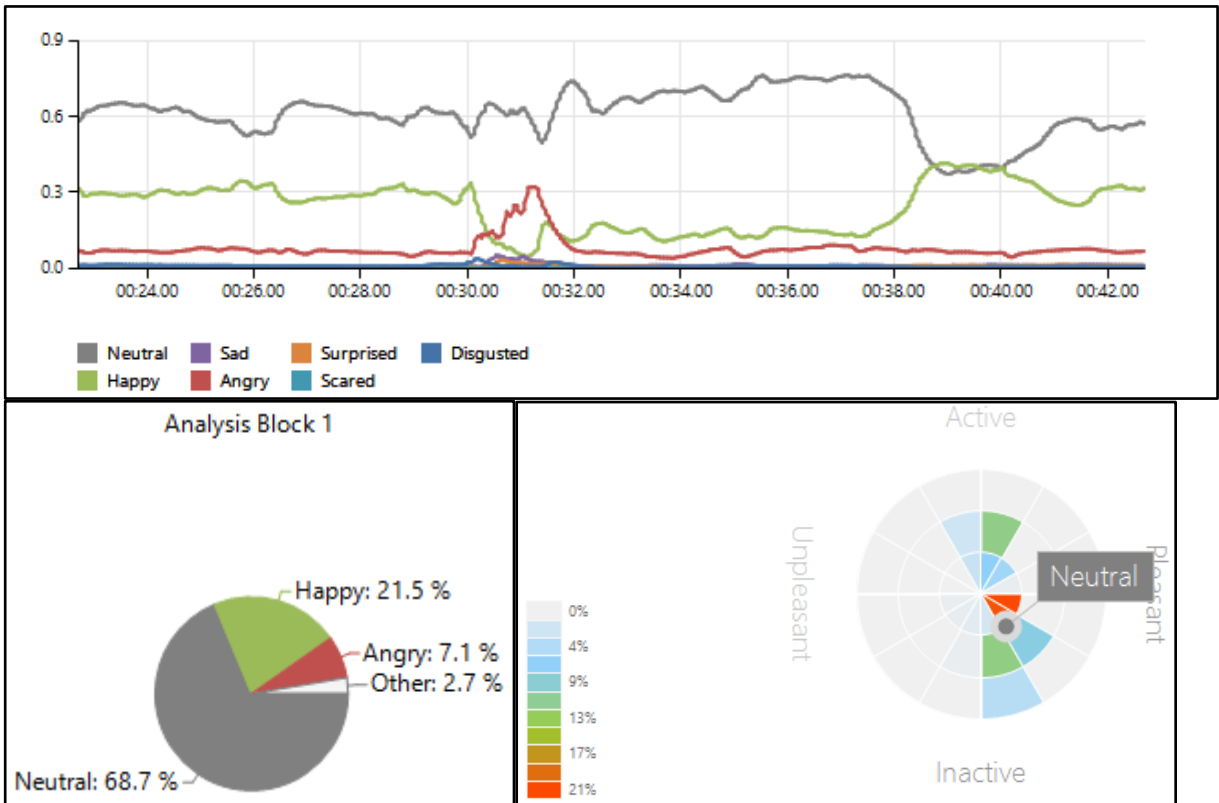 0.9
0.6
0.3
0.0
00:24.00 00:26.00 00:28.00 00:30.00 00:32.00 00:34.00 00:36.00 00:38.00 00:40.00 00:42.00
Neutral Sad Surprised Disgusted
Happy Angry Scared
Analysis Block 1
Happy: 21.5 %
Angry: 7.1 %
Other: 2.7 %
Neutral: 68.7 %
Active
Unpleasant
Pleasant
Neutral
Inactive
0%
4%
9%
13%
17%
21%